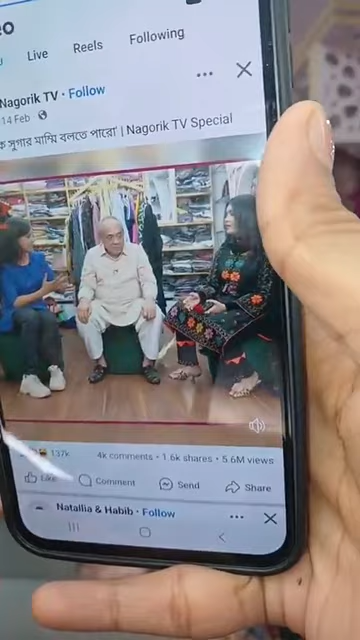 Live Reels Following
Nagorik TV · Follow
14 Feb
সুগার মাম্মি বলতে পারো' | Nagorik TV Special
137k 4k comments · 1.6k shares · 5.6M views
Like Comment Send Share
Natallia & Habib · Follow